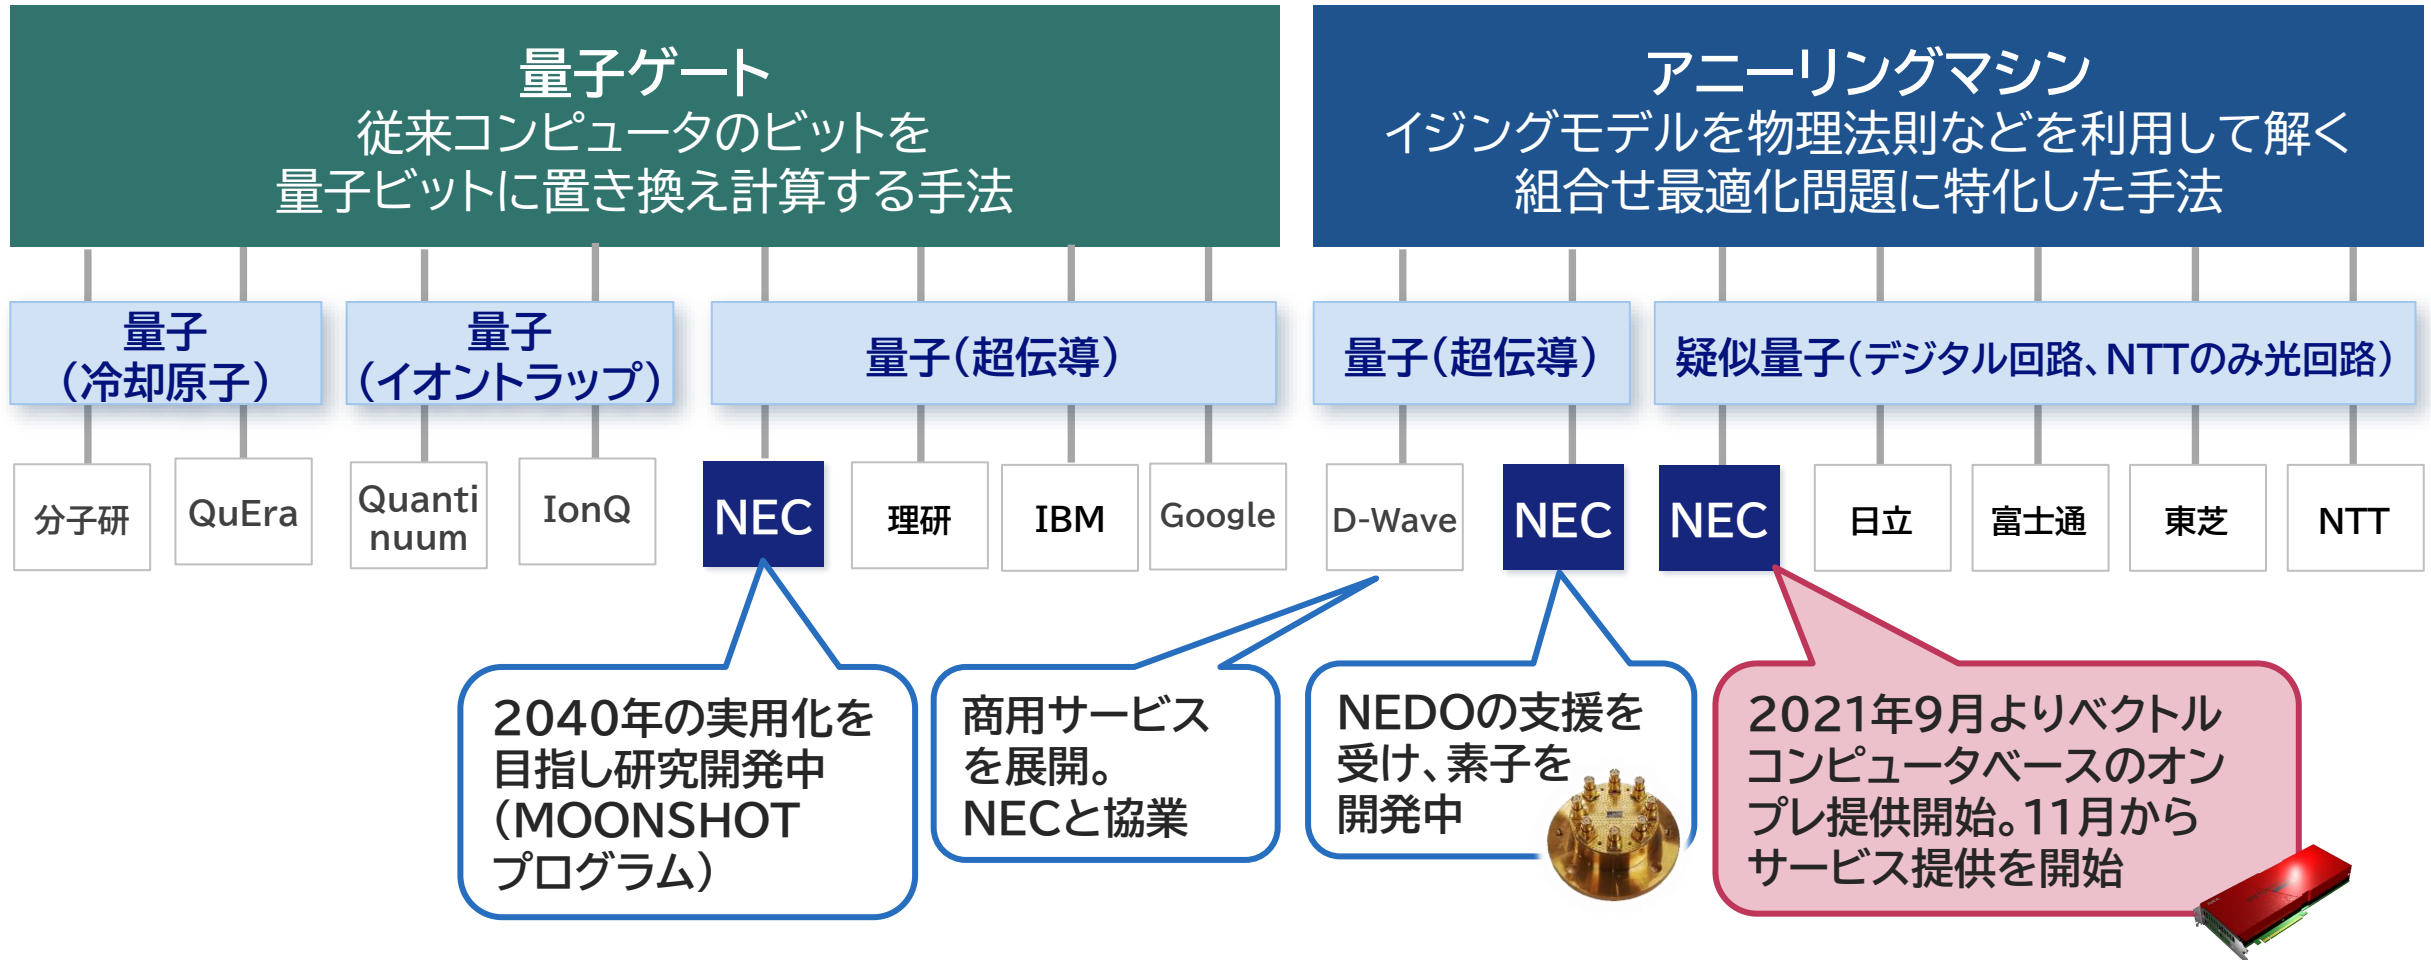 量子ゲート
従来コンピュータのビットを
量子ビットに置き換え計算する手法
アニーリングマシン
イジングモデルを物理法則などを利用して解く
組合せ最適化問題に特化した手法
量子
（冷却原子）
量子
（イオントラップ）
量子（超伝導）
量子（超伝導）
疑似量子（デジタル回路、NTTのみ光回路）
分子研
QuEra
Quanti
nuum
IonQ
NEC
理研
IBM
Google
D-Wave
NEC
NEC
日立
富士通
東芝
NTT
2040年の実用化を
目指し研究開発中
（MOONSHOT
プログラム）
商用サービス
を展開。
NECと協業
NEDOの支援を
受け、素子を
開発中
2021年9月よりベクトル
コンピュータベースのオン
プレ提供開始。11月から
サービス提供を開始